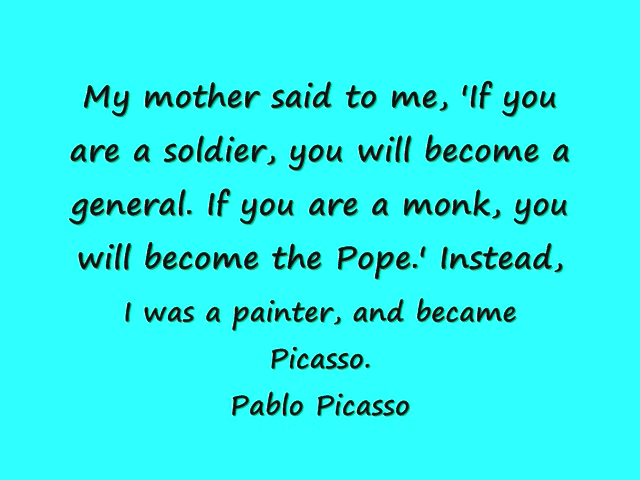 My mother said to me, 'If you
are a soldier, you will become a
general. If you are a monk, you
will become the Pope.' Instead,
I was a painter, and became
Picasso.
Pablo Picasso